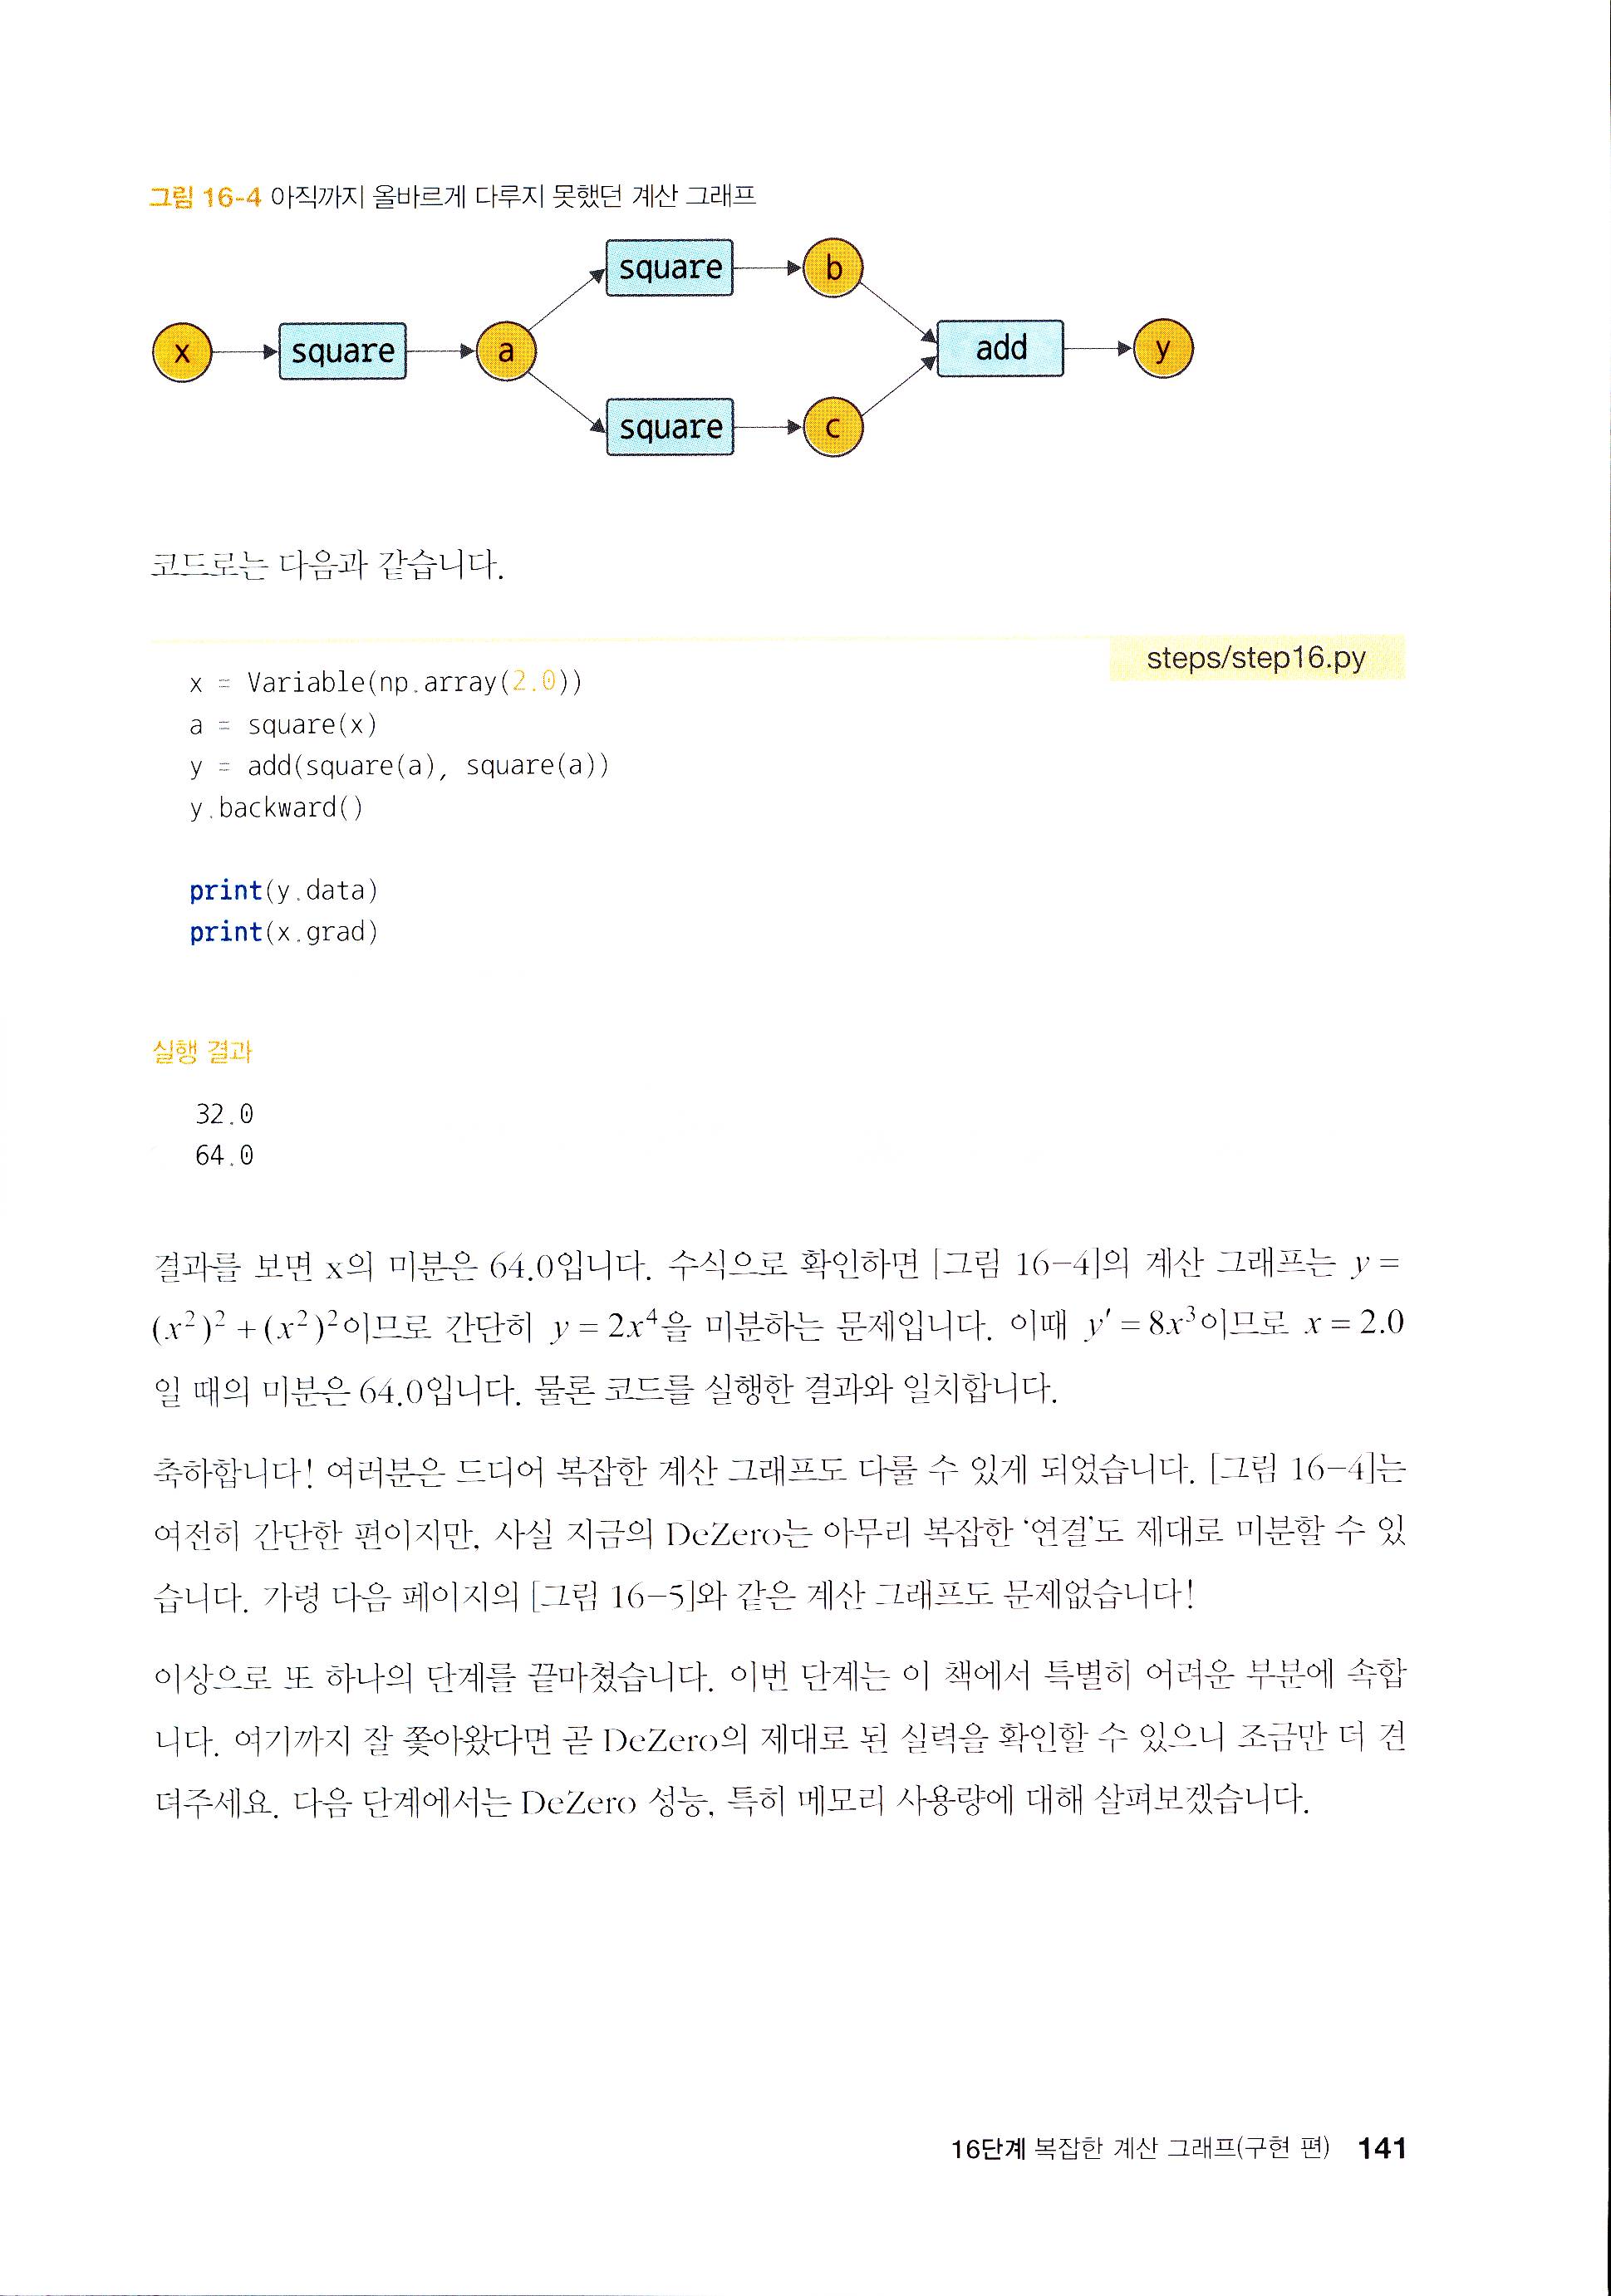 그림 16-4 아직까지 올바르게 다루지 못했던 계산 그래프
square
b
x
square
a
add
y
square
c
코드로는 다음과 같습니다.
steps/step16.py
x = Variable(np.array(2.0))
a = square(x)
y = add(square(a), square(a))
y.backward()
print(y.data)
print(x.grad)
실행 결과
32.0
64.0
결과를 보면 x의 미분은 64.0입니다. 수식으로 확인하면 [그림 16-4]의 계산 그래프는 y =
(x²)² + (x²)²이므로 간단히 y = 2x⁴을 미분하는 문제입니다. 이때 y′ = 8x³이므로 x = 2.0
일 때의 미분은 64.0입니다. 물론 코드를 실행한 결과와 일치합니다.
축하합니다! 여러분은 드디어 복잡한 계산 그래프도 다룰 수 있게 되었습니다. [그림 16-4]는
여전히 간단한 편이지만, 사실 지금의 DeZero는 아무리 복잡한 ‘연결’도 제대로 미분할 수 있
습니다. 가령 다음 페이지의 [그림 16-5]와 같은 계산 그래프도 문제없습니다!
이상으로 또 하나의 단계를 끝마쳤습니다. 이번 단계는 이 책에서 특별히 어려운 부분에 속합
니다. 여기까지 잘 쫓아왔다면 곧 DeZero의 제대로 된 실력을 확인할 수 있으니 조금만 더 견
뎌주세요. 다음 단계에서는 DeZero 성능, 특히 메모리 사용량에 대해 살펴보겠습니다.
16단계 복잡한 계산 그래프(구현 편) 141